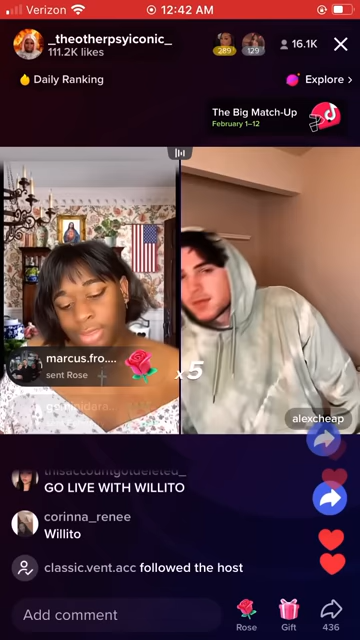 Verizon 12:42 AM
_theotherpsyiconic_
111.2K likes
289
129
16.1K
Daily Ranking
Explore >
The Big Match-Up
February 1–12
marcus.fro....
sent Rose
x5
alexcheap
thisaccountgotdeleted_
GO LIVE WITH WILLITO
corinna_renee
Willito
classic.vent.acc followed the host
Add comment
Rose
Gift
436